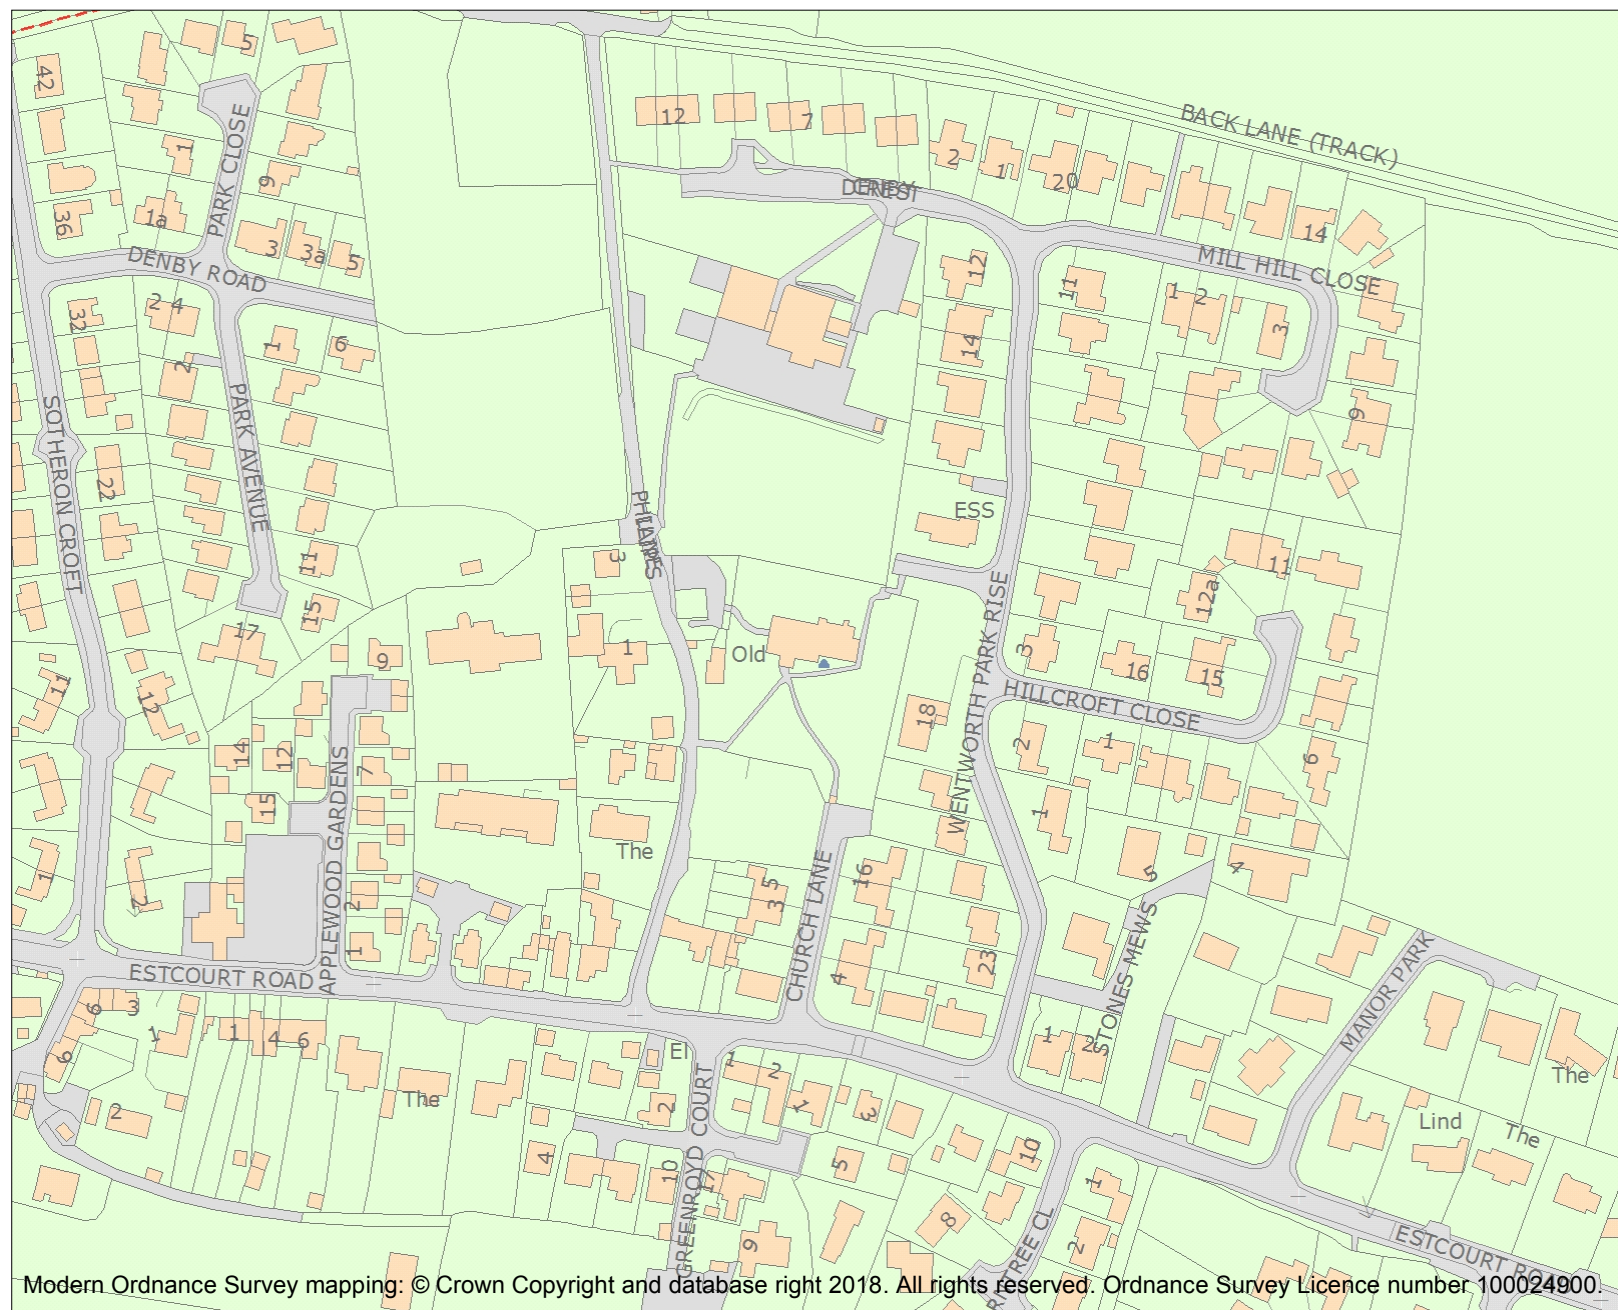 42
5
1
PARK CLOSE
9
36
1a
3
3a
5
DENBY ROAD
12
7
2
1
20
BACK LANE (TRACK)
DENBY
CREST
14
MILL HILL CLOSE
12
11
1
2
3
14
9
32
2
4
1
6
2
SOTHERON CROFT
PARK AVENUE
22
11
15
17
PHILIPS
LANE
3
ESS
11
12a
1
Old
9
3
16
15
WENTWORTH PARK RISE
HILLCROFT CLOSE
11
12
14
12
15
7
APPLEWOOD GARDENS
18
2
1
6
1
The
1
2
2
1
5
3
CHURCH LANE
16
4
5
4
STONES MEWS
23
MANOR PARK
ESTCOURT ROAD
6
3
1
1
4
6
9
2
The
El
1
2
2
1
3
1
2
GREENROYD COURT
4
10
17
9
5
10
8
1
2
The
Lind
The
ESTCOURT ROAD
Modern Ordnance Survey mapping: © Crown Copyright and database right 2018. All rights reserved. Ordnance Survey Licence number 100024900.